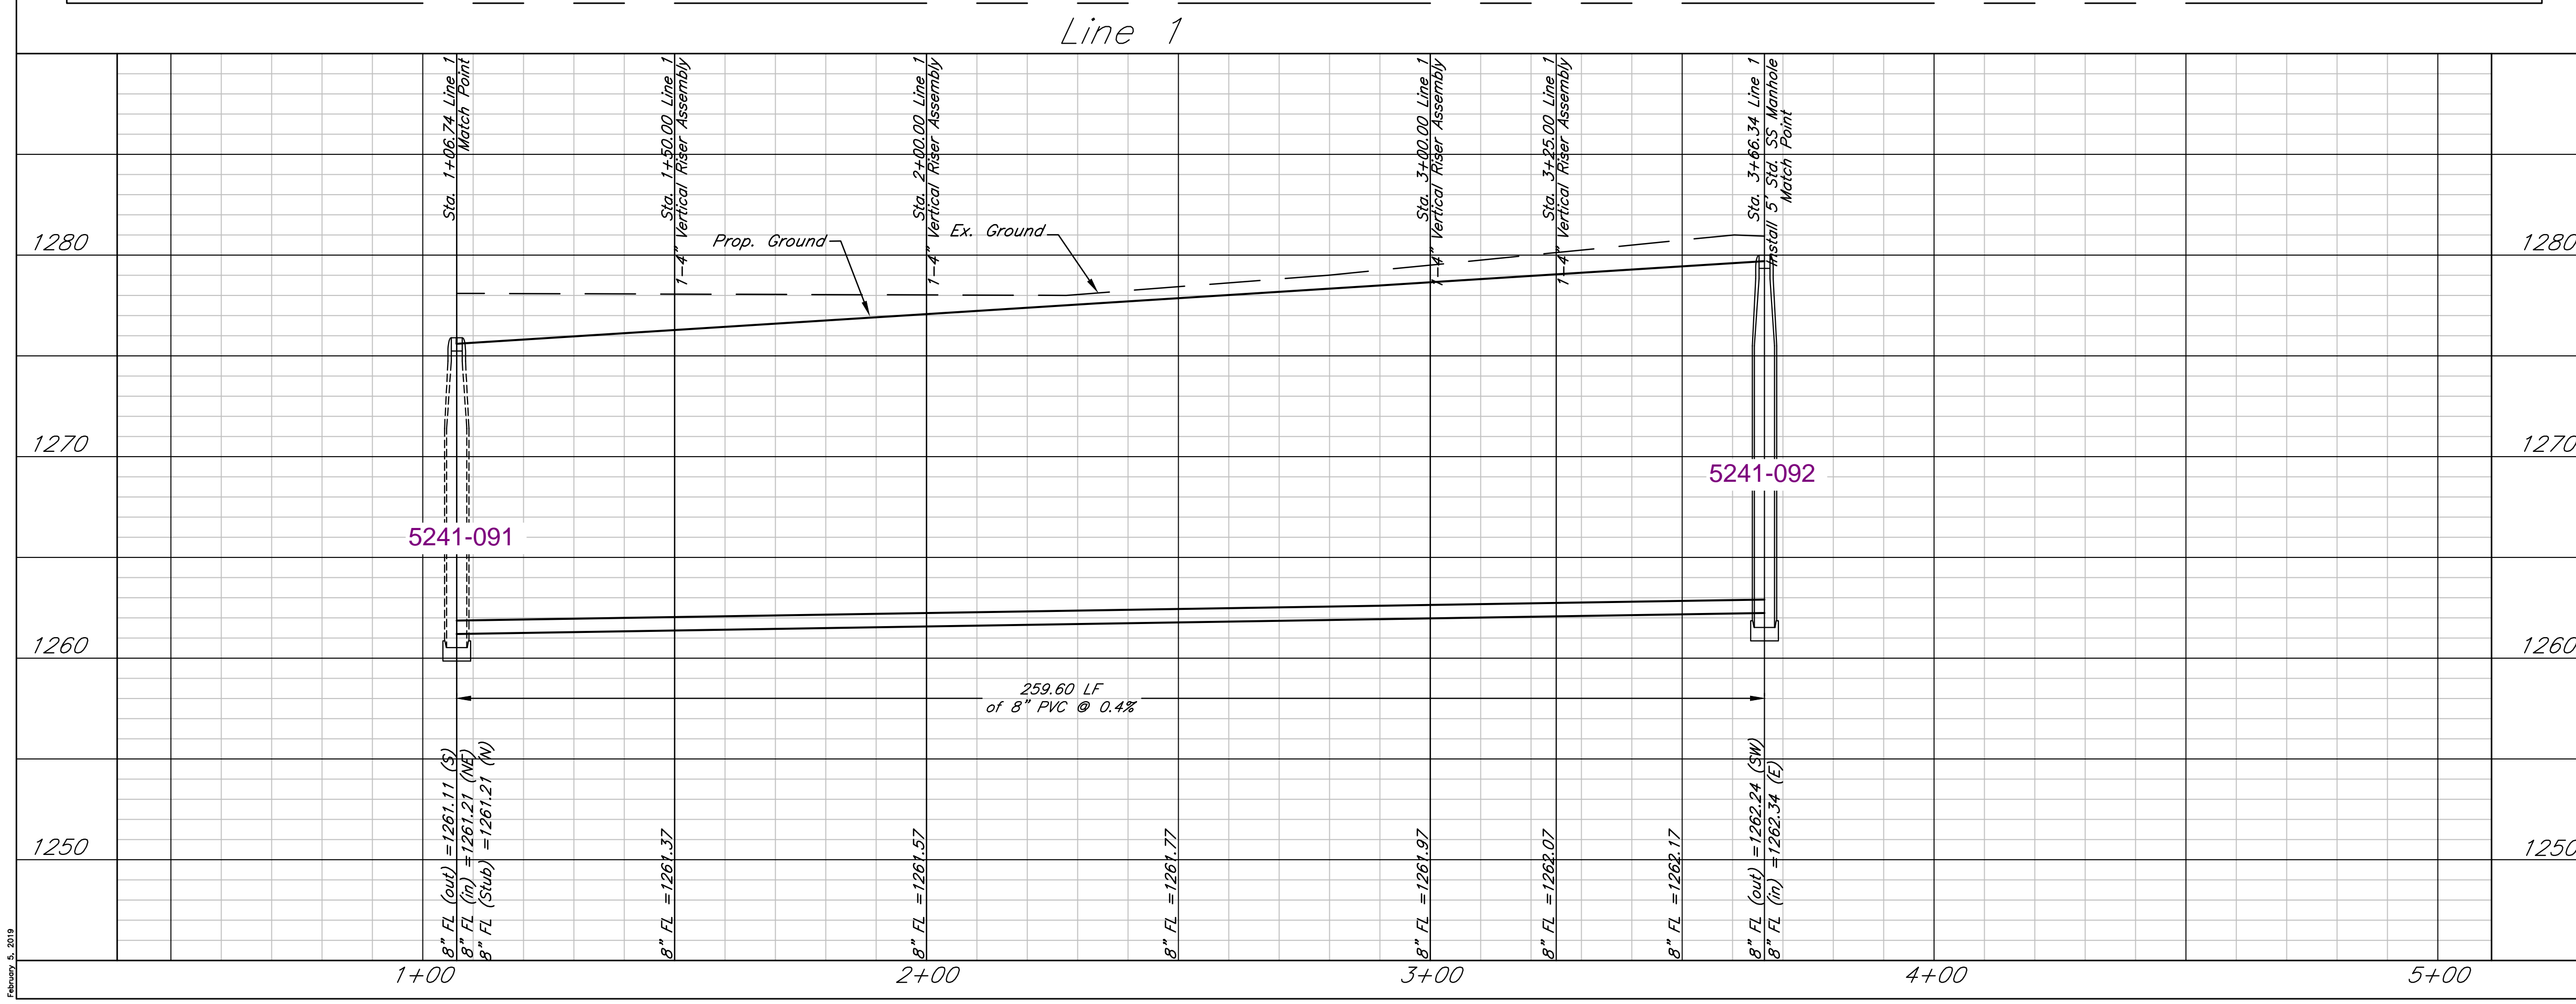 Line 1
Sta. 1+06.74 Line 1
Match Point
Sta. 1+50.00 Line 1
1-4" Vertical Riser Assembly
Sta. 2+00.00 Line 1
1-4" Vertical Riser Assembly
Sta. 3+00.00 Line 1
1-4" Vertical Riser Assembly
Sta. 3+25.00 Line 1
1-4" Vertical Riser Assembly
Sta. 3+66.34 Line 1
Install 5' Std. SS Manhole
Match Point
1280
Prop. Ground
Ex. Ground
1280
1270
1270
5241-092
5241-091
1260
1260
259.60 LF
of 8" PVC @ 0.4%
1250
1250
8" FL (out) =1261.11 (S)
8" FL (in) =1261.21 (NE)
8" FL (Stub) =1261.21 (N)
8" FL =1261.37
8" FL =1261.57
8" FL =1261.77
8" FL =1261.97
8" FL =1262.07
8" FL =1262.17
8" FL (out) =1262.24 (SW)
8" FL (in) =1262.34 (E)
February 5, 2019
1+00
2+00
3+00
4+00
5+00